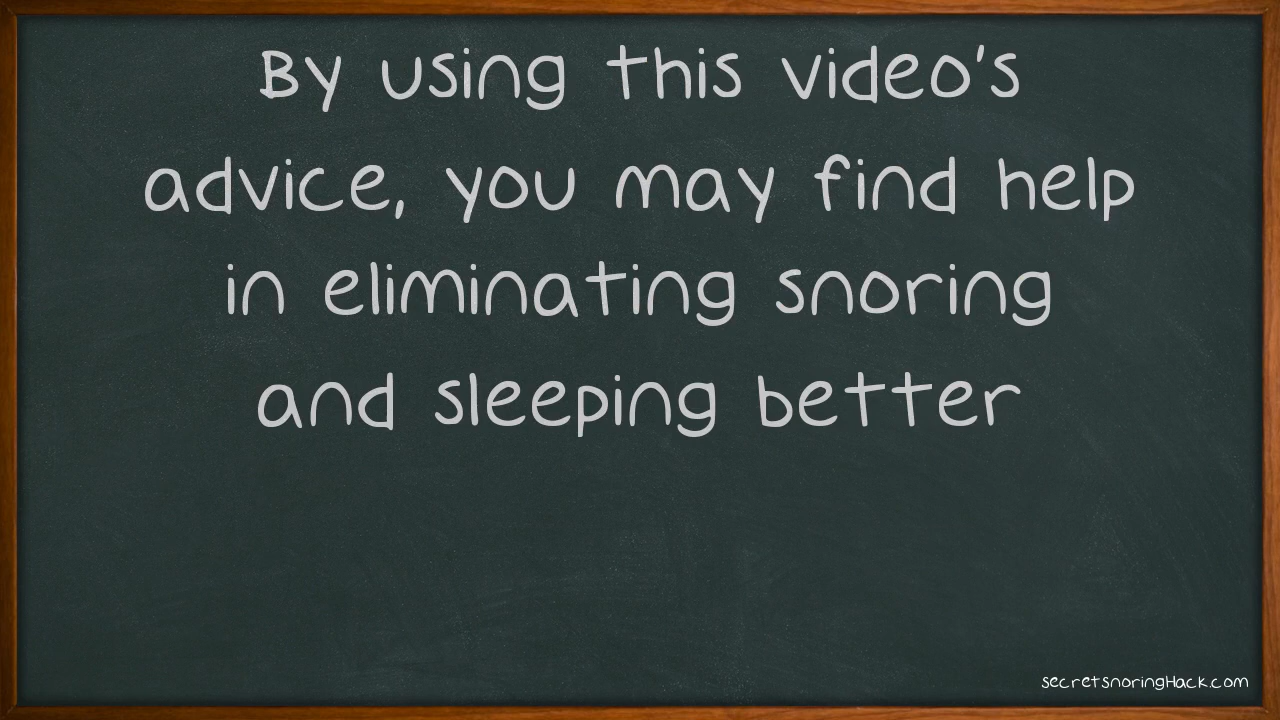 By using this video's
advice, you may find help
in eliminating snoring
and sleeping better
secretsnoringHack.com